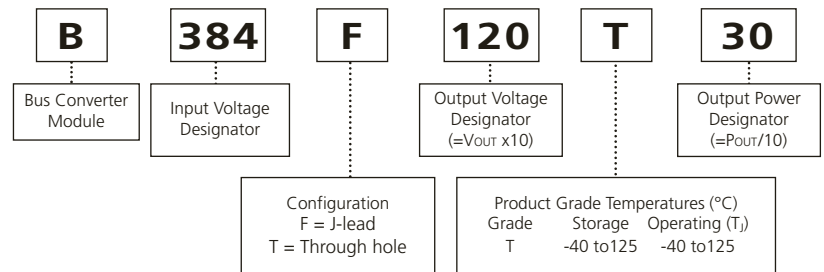 B 384 F 120 T 30
Bus Converter
Module
Input Voltage
Designator
Output Voltage
Designator
(=VOUT x10)
Output Power
Designator
(=POUT/10)
Configuration
F = J-lead
T = Through hole
Product Grade Temperatures (°C)
Grade Storage Operating (TJ)
T -40 to125 -40 to125